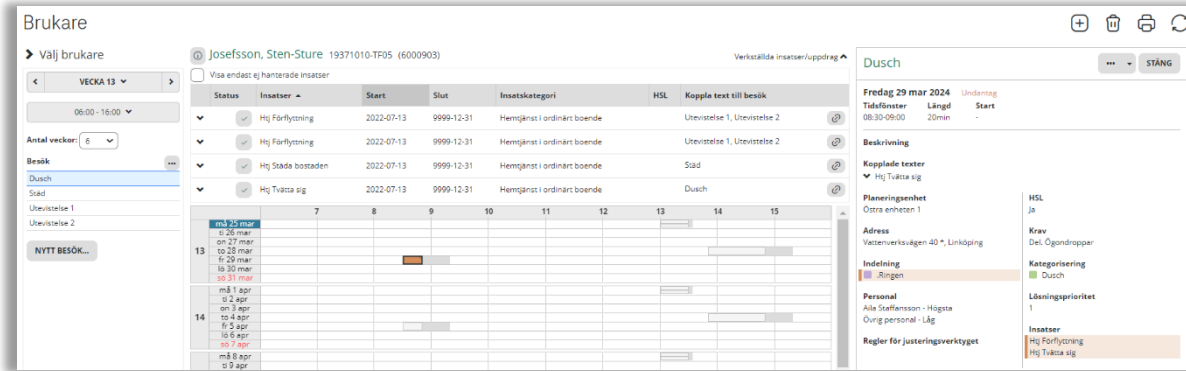 Brukare
Välj brukare
VECKA 13
06:00 - 16:00
Antal veckor: 6
Besök
Dusch
Städ
Utevistelse 1
Utevistelse 2
NYTT BESÖK...
Josefsson, Sten-Sture 19371010-TF05 (6000903)
Verkställda insatser/uppdrag
Visa endast ej hanterade insatser
Status Insatser Start Slut Insatskategori HSL Koppla text till besök
Htj Förflyttning 2022-07-13 9999-12-31 Hemtjänst i ordinärt boende Utevistelse 1, Utevistelse 2
Htj Förflyttning 2022-07-13 9999-12-31 Hemtjänst i ordinärt boende Utevistelse 1, Utevistelse 2
Htj Städa bostaden 2022-07-13 9999-12-31 Hemtjänst i ordinärt boende Städ
Htj Tvätta sig 2022-07-13 9999-12-31 Hemtjänst i ordinärt boende Dusch
7 8 9 10 11 12 13 14 15
må 25 mar
ti 26 mar
on 27 mar
13 to 28 mar
fr 29 mar
lö 30 mar
sö 31 mar
må 1 apr
ti 2 apr
on 3 apr
14 to 4 apr
fr 5 apr
lö 6 apr
sö 7 apr
må 8 apr
ti 9 apr
Dusch
... STÄNG
Fredag 29 mar 2024 Undantag
Tidsfönster Längd Start
08:30-09:00 20min -
Beskrivning
Kopplade texter
Htj Tvätta sig
Planeringsenhet HSL
Östra enheten 1 Ja
Adress Krav
Vattenverksvägen 40 *, Linköping Del. Ögondroppar
Indelning Kategorisering
.Ringen Dusch
Personal Lösningsprioritet
Aila Staffansson - Högsta 1
Övrig personal - Låg
Insatser
Regler för justeringsverktyget Htj Förflyttning
Htj Tvätta sig